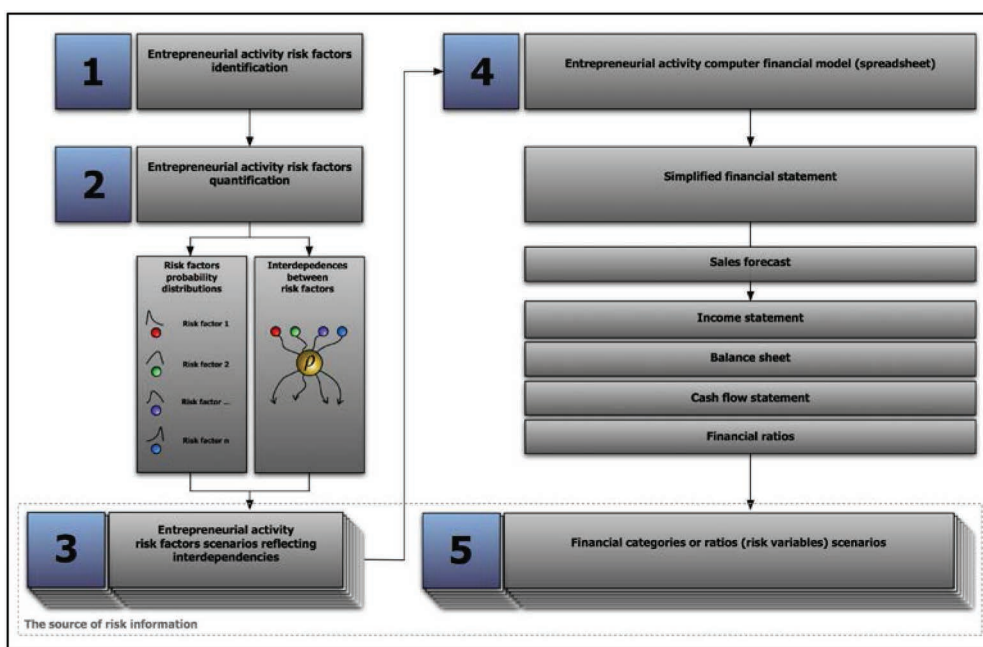 1
Entrepreneurial activity risk factors
identification
2
Entrepreneurial activity risk factors
quantification
Risk factors
probability
distributions
Risk factor 1
Risk factor 2
Risk factor ...
Risk factor n
Interdepedences
between
risk factors
ρ
3
Entrepreneurial activity
risk factors scenarios reflecting
interdependencies
4
Entrepreneurial activity computer financial model (spreadsheet)
Simplified financial statement
Sales forecast
Income statement
Balance sheet
Cash flow statement
Financial ratios
5
Financial categories or ratios (risk variables) scenarios
The source of risk information